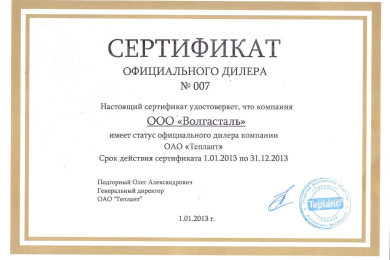 СЕРТИФИКАТ
ОФИЦИАЛЬНОГО ДИЛЕРА
№ 007
Настоящий сертификат удостоверяет, что компания
ООО «Волгасталь»
имеет статус официального дилера компании
ОАО «Теплант»
Срок действия сертификата 1.01.2013 по 31.12.2013
Подгорный Олег Александрович
Генеральный директор
ОАО "Теплант"
Teplant
1.01.2013 г.